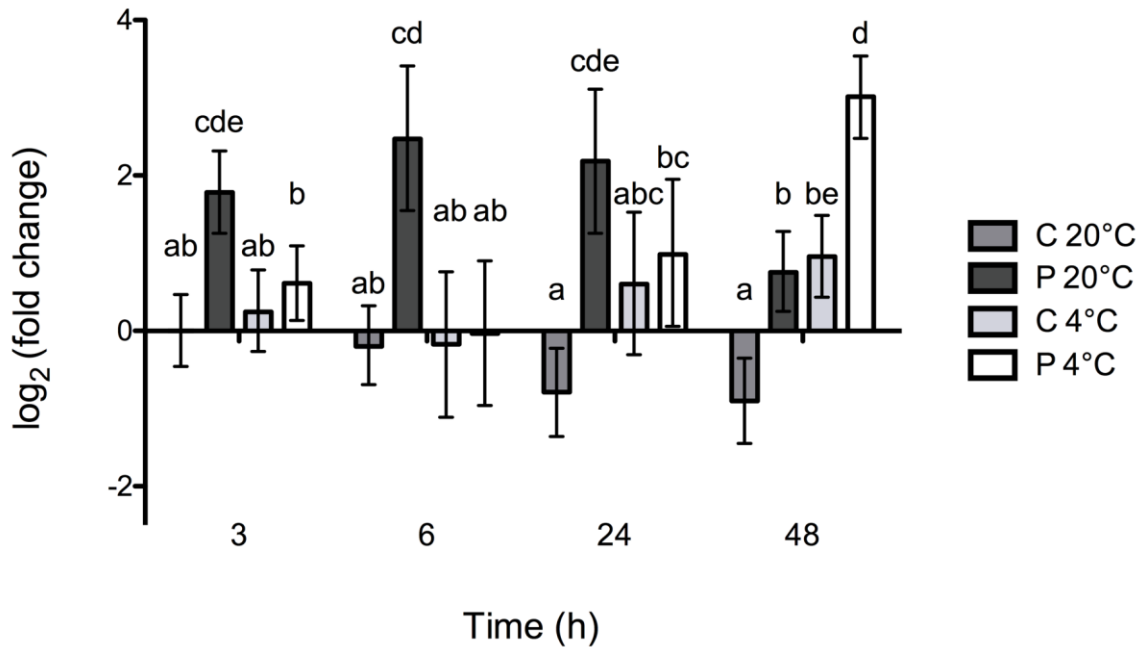 4
2
0
-2
log2 (fold change)
ab cde ab b
ab cd ab ab
a cde abc bc
a b be d
3 6 24 48
Time (h)
C 20°C
P 20°C
C 4°C
P 4°C